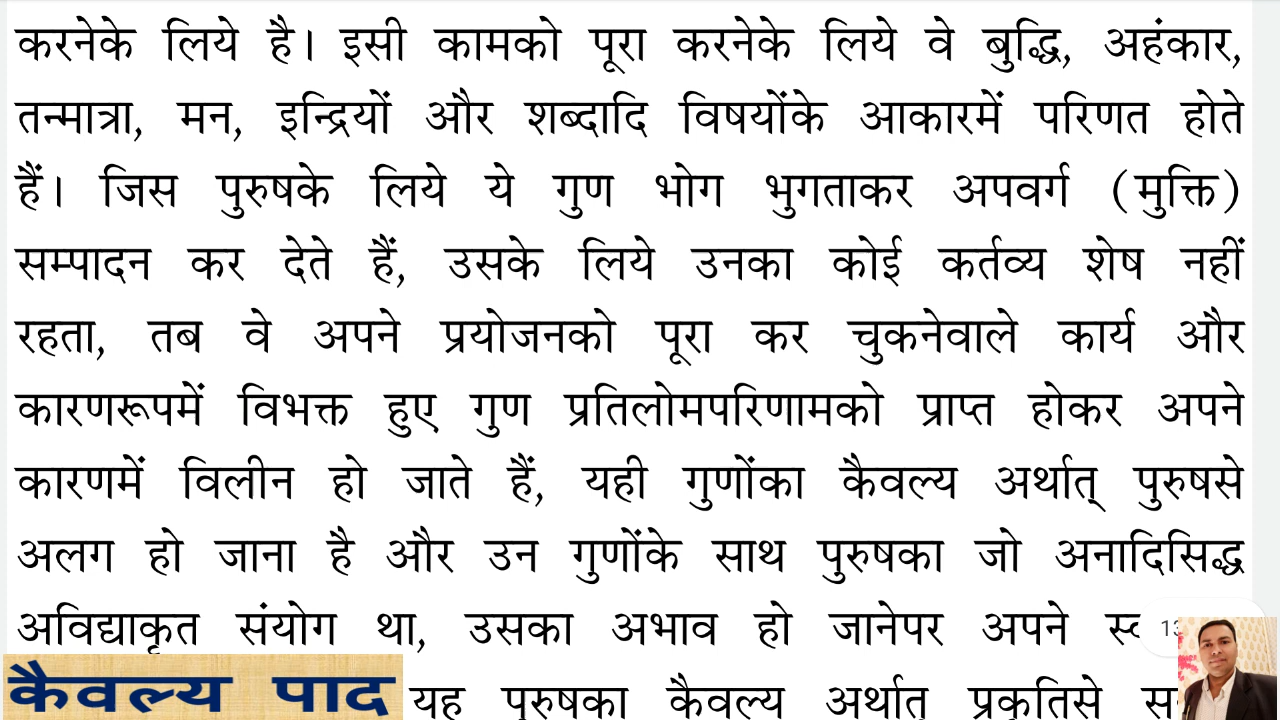 करनेके लिये है। इसी कामको पूरा करनेके लिये वे बुद्धि, अहंकार,
तन्मात्रा, मन, इन्द्रियों और शब्दादि विषयोंके आकारमें परिणत होते
हैं। जिस पुरुषके लिये ये गुण भोग भुगताकर अपवर्ग (मुक्ति)
सम्पादन कर देते हैं, उसके लिये उनका कोई कर्तव्य शेष नहीं
रहता, तब वे अपने प्रयोजनको पूरा कर चुकनेवाले कार्य और
कारणरूपमें विभक्त हुए गुण प्रतिलोमपरिणामको प्राप्त होकर अपने
कारणमें विलीन हो जाते हैं, यही गुणोंका कैवल्य अर्थात् पुरुषसे
अलग हो जाना है और उन गुणोंके साथ पुरुषका जो अनादिसिद्ध
अविद्याकृत संयोग था, उसका अभाव हो जानेपर अपने
यह पुरुषका कैवल्य अर्थात् प्रकृतिसे
कैवल्य पाद